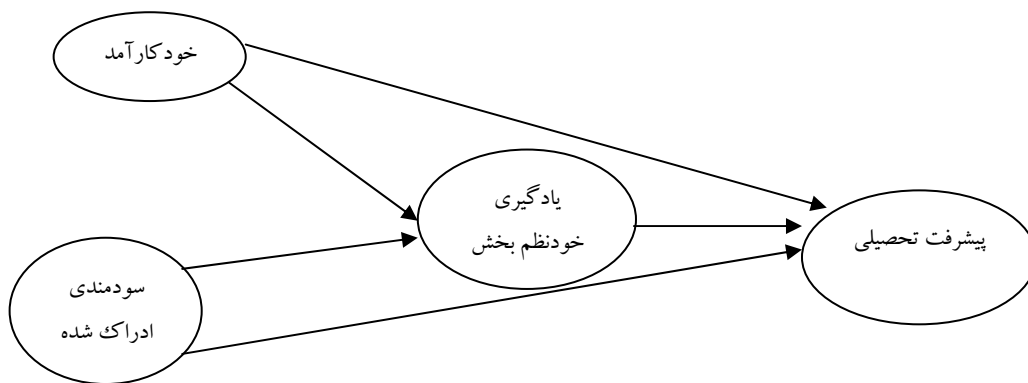 خودکارآمد
یادگیری
خودنظم بخش
پیشرفت تحصیلی
سودمندی
ادراک شده